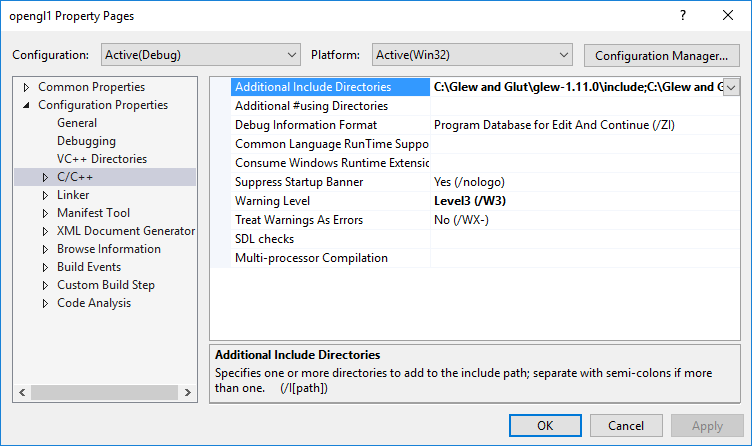 opengl1 Property Pages
? ×
Configuration: Active(Debug) Platform: Active(Win32) Configuration Manager...
Common Properties
Configuration Properties
General
Debugging
VC++ Directories
C/C++
Linker
Manifest Tool
XML Document Generator
Browse Information
Build Events
Custom Build Step
Code Analysis
Additional Include Directories C:\Glew and Glut\glew-1.11.0\include;C:\Glew and G
Additional #using Directories
Debug Information Format Program Database for Edit And Continue (/ZI)
Common Language RunTime Suppo
Consume Windows Runtime Extensic
Suppress Startup Banner Yes (/nologo)
Warning Level Level3 (/W3)
Treat Warnings As Errors No (/WX-)
SDL checks
Multi-processor Compilation
Additional Include Directories
Specifies one or more directories to add to the include path; separate with semi-colons if more
than one. (/I[path])
OK Cancel Apply